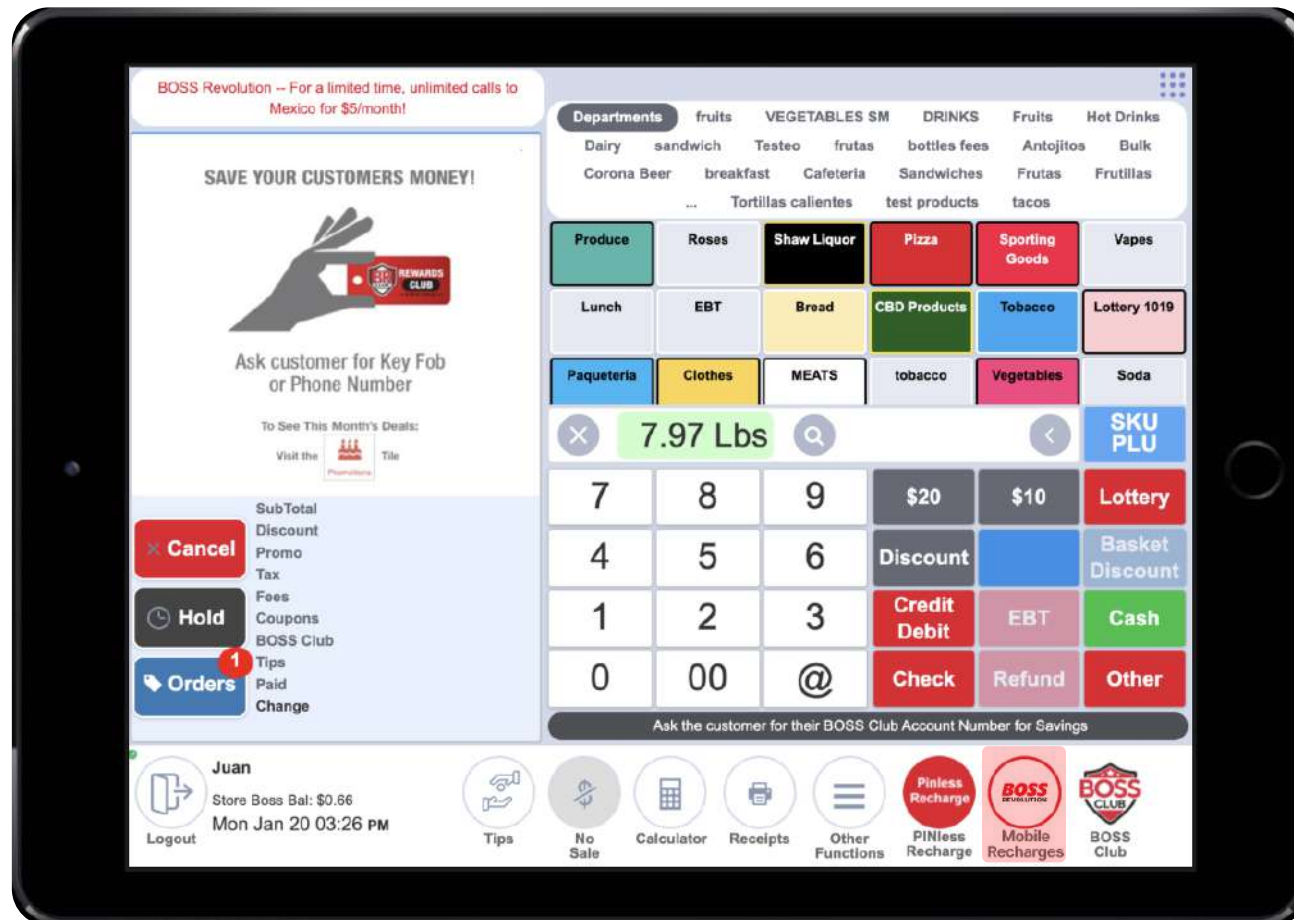 BOSS Revolution -- For a limited time, unlimited calls to
Mexico for $5/month!
SAVE YOUR CUSTOMERS MONEY!
REWARDS
CLUB
Ask customer for Key Fob
or Phone Number
To See This Month's Deals:
Visit the
Promotions
Tile
Cancel
Hold
1
Orders
SubTotal
Discount
Promo
Tax
Fees
Coupons
BOSS Club
Tips
Paid
Change
Departments fruits VEGETABLES SM DRINKS Fruits Hot Drinks
Dairy sandwich Testeo frutas bottles fees Antojitos Bulk
Corona Beer breakfast Cafeteria Sandwiches Frutas Frutillas
... Tortillas calientes test products tacos
Produce Roses Shaw Liquor Pizza Sporting Goods Vapes
Lunch EBT Bread CBD Products Tobacco Lottery 1019
Paqueteria Clothes MEATS tobacco Vegetables Soda
7.97 Lbs
SKU
PLU
7 8 9 $20 $10 Lottery
4 5 6 Discount Basket Discount
1 2 3 Credit Debit EBT Cash
0 00 @ Check Refund Other
Ask the customer for their BOSS Club Account Number for Savings
Logout
Juan
Store Boss Bal: $0.66
Mon Jan 20 03:26 PM
Tips
No
Sale
Calculator
Receipts
Other
Functions
Pinless
Recharge
PINless
Recharge
BOSS
REVOLUTION
Mobile
Recharges
BOSS
CLUB
BOSS
Club